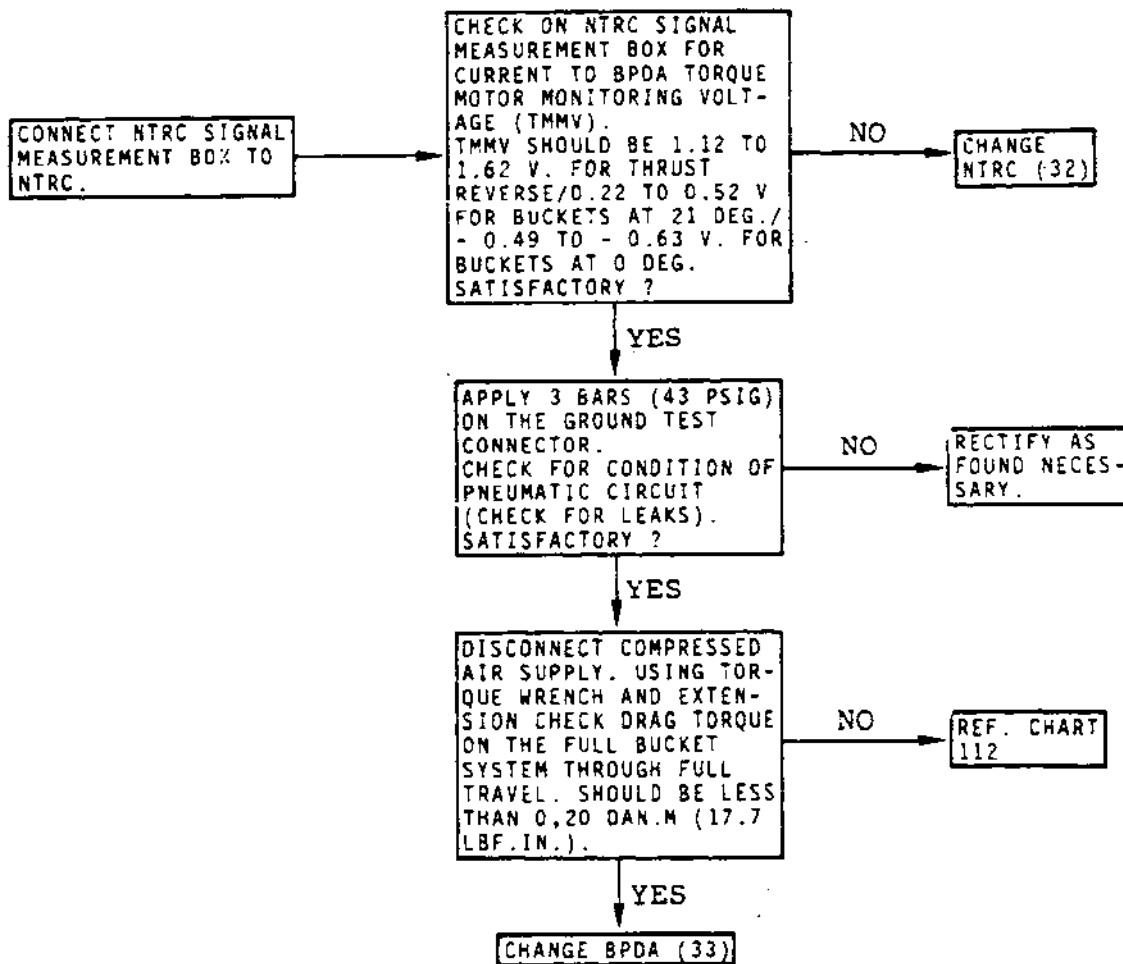 CHECK ON NTRC SIGNAL
MEASUREMENT BOX FOR
CURRENT TO BPDA TORQUE
MOTOR MONITORING VOLT-
AGE (TMMV).
TMMV SHOULD BE 1.12 TO
1.62 V. FOR THRUST
REVERSE/0.22 TO 0.52 V
FOR BUCKETS AT 21 DEG./
- 0.49 TO - 0.63 V. FOR
BUCKETS AT 0 DEG.
SATISFACTORY ?
CONNECT NTRC SIGNAL
MEASUREMENT BOX TO
NTRC.
NO
CHANGE
NTRC (32)
YES
APPLY 3 BARS (43 PSIG)
ON THE GROUND TEST
CONNECTOR.
CHECK FOR CONDITION OF
PNEUMATIC CIRCUIT
(CHECK FOR LEAKS).
SATISFACTORY ?
NO
RECTIFY AS
FOUND NECES-
SARY.
YES
DISCONNECT COMPRESSED
AIR SUPPLY. USING TOR-
QUE WRENCH AND EXTEN-
SION CHECK DRAG TORQUE
ON THE FULL BUCKET
SYSTEM THROUGH FULL
TRAVEL. SHOULD BE LESS
THAN 0,20 DAN.M (17.7
LBF.IN.).
NO
REF. CHART
112
YES
CHANGE BPDA (33)